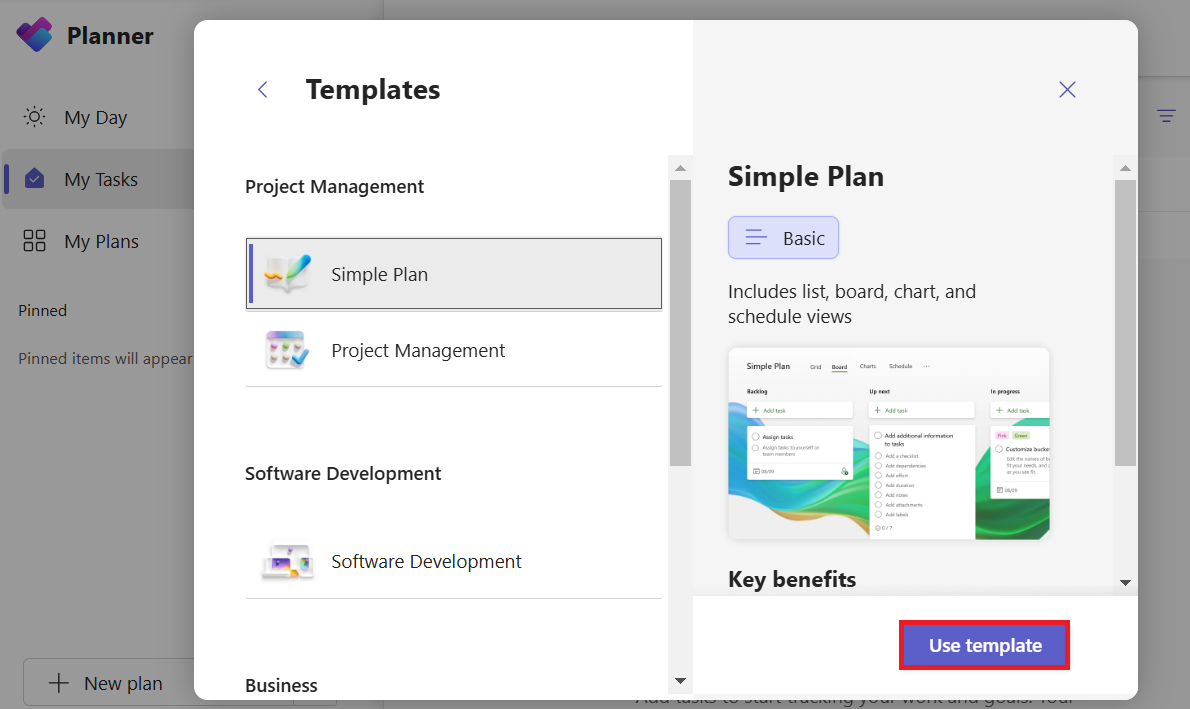 Planner
My Day
My Tasks
My Plans
Pinned
Pinned items will appear
New plan
Templates
Project Management
Simple Plan
Project Management
Software Development
Software Development
Business
Simple Plan
Basic
Includes list, board, chart, and
schedule views
Simple Plan
Grid
Board
Charts
Schedule
Backlog
Add task
Assign tasks
Assign tasks to yourself or
team members
08/09
Up next
Add task
Add additional information
to tasks
Add a checklist
Add dependencies
Add effort
Add duration
Add notes
Add attachments
Add labels
0 / 7
In progress
Add task
Pink
Green
Customize bucke
Edit the names of b
fit your needs, and
as you see fit.
08/09
Key benefits
Use template
Add tasks to start tracking your work and goals. Your